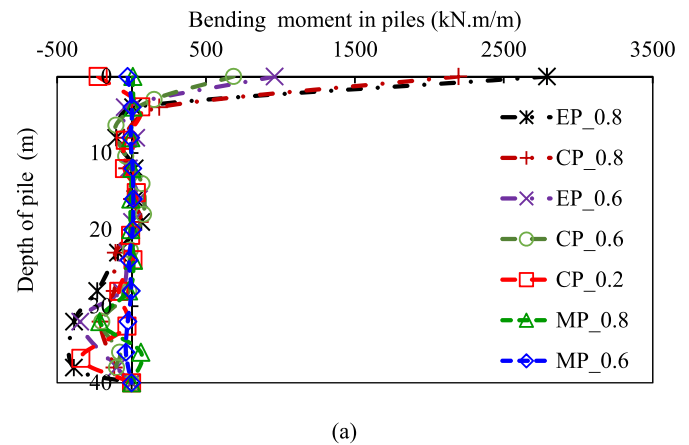 Bending moment in piles (kN.m/m)
-500 500 1500 2500 3500
0
10
20
30
40
Depth of pile (m)
EP_0.8
CP_0.8
EP_0.6
CP_0.6
CP_0.2
MP_0.8
MP_0.6
(a)